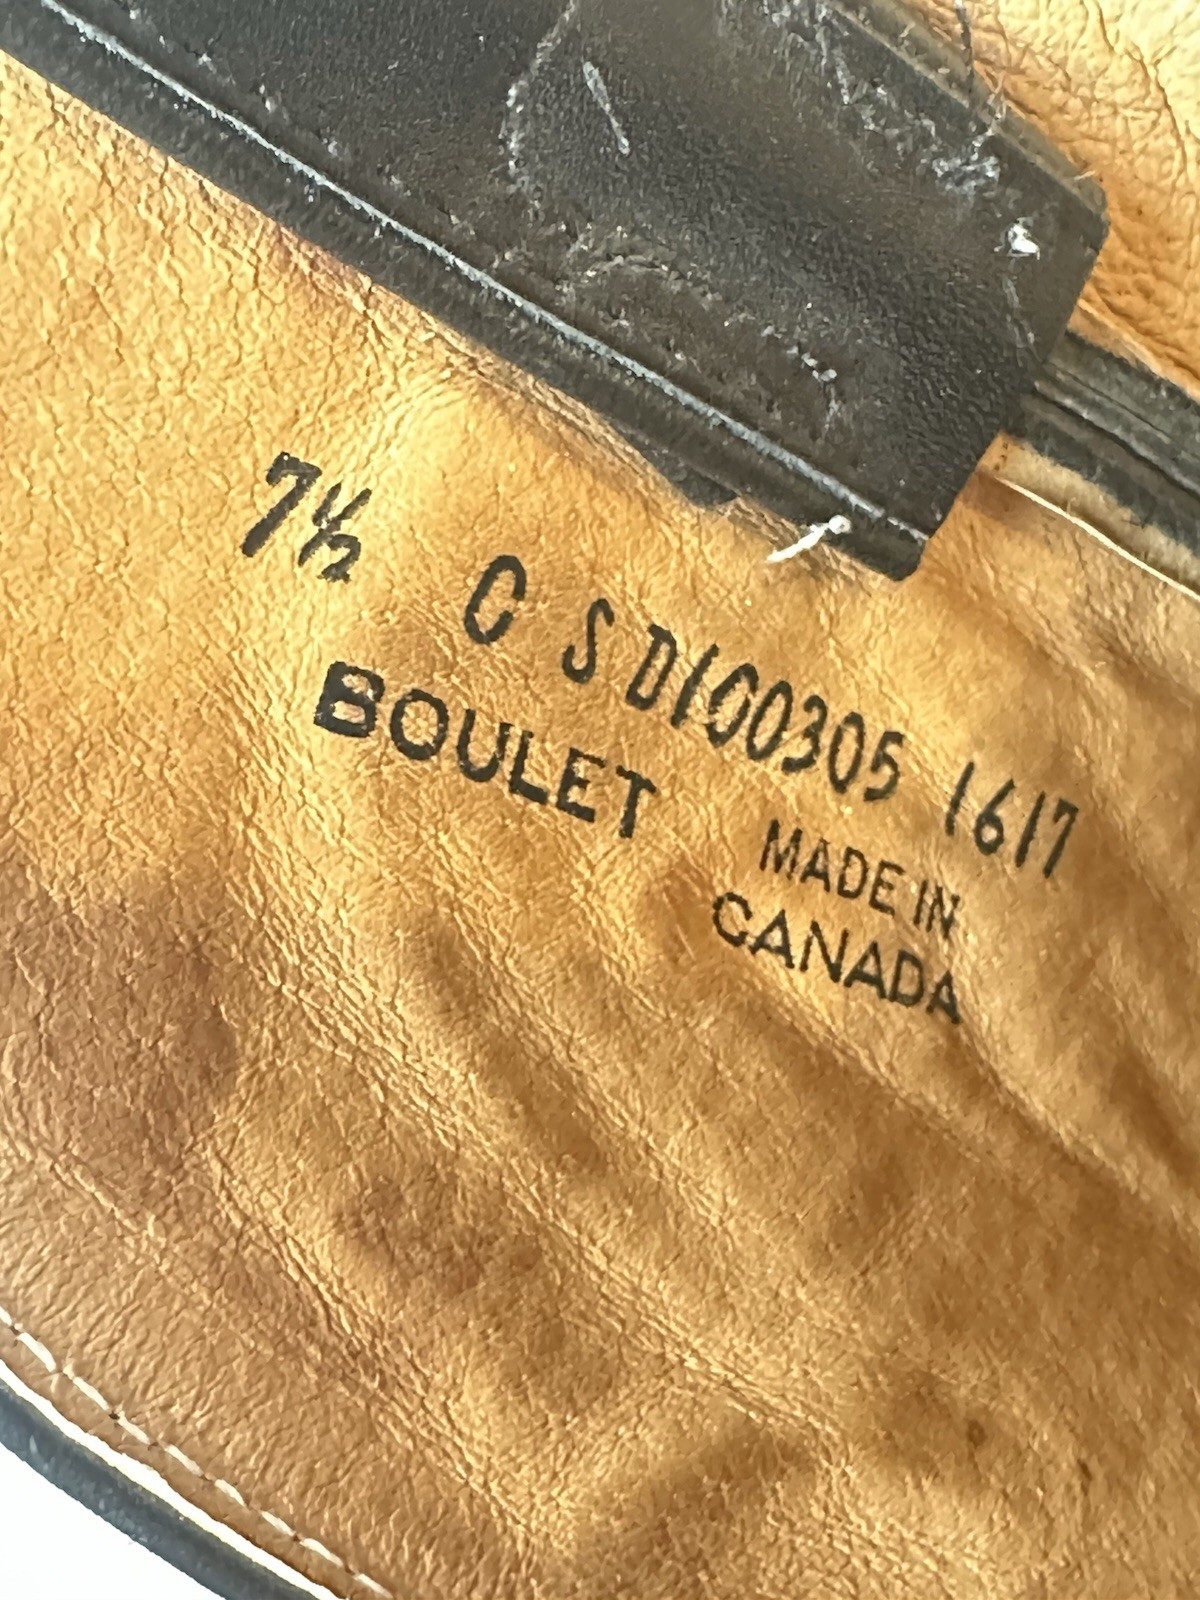 7½ C S D100305 1617
BOULET
MADE IN
CANADA